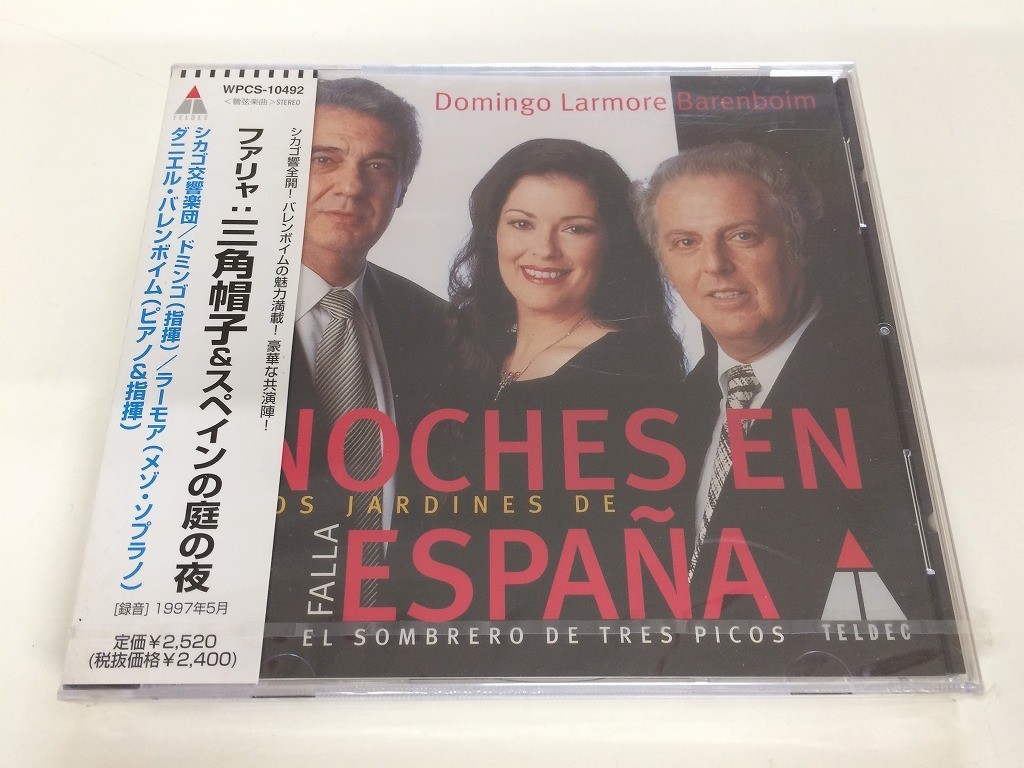 WPCS-10492
<管弦楽曲>STEREO
TELDEC
シカゴ響全開! バレンボイムの魅力満載! 豪華な共演陣!
ファリャ:三角帽子&スペインの庭の夜
シカゴ交響楽団/ドミンゴ(指揮)/ラーモア(メゾ・ソプラノ)
ダニエル・バレンボイム(ピアノ&指揮)
[録音] 1997年5月
定価¥2,520
(税抜価格¥2,400)
Domingo Larmore Barenboim
NOCHES EN
OS JARDINES DE
FALLA
ESPAÑA
EL SOMBRERO DE TRES PICOS
TELDEC